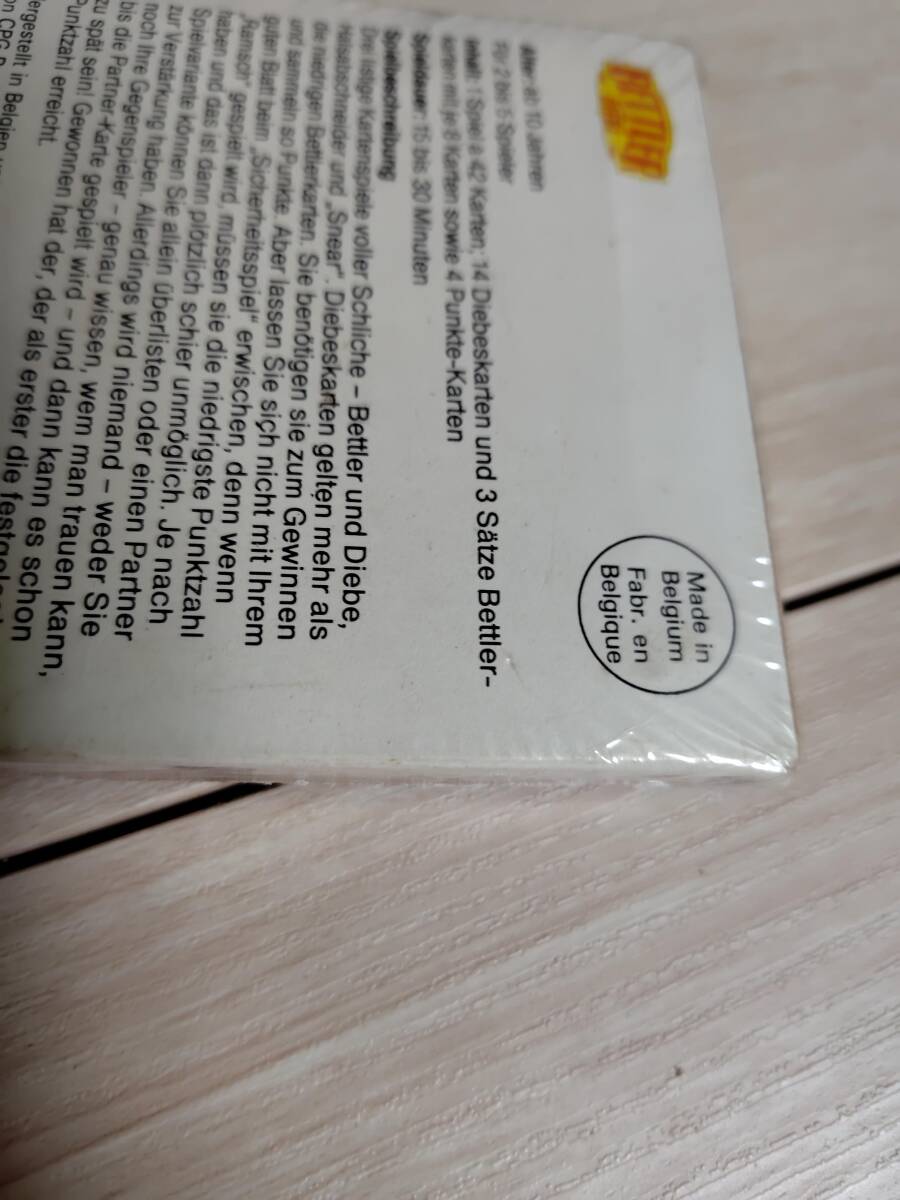 BETTLER
Made in
Belgium
Fabr. en
Belgique
Alter: ab 10 Jahren
Für 2 bis 5 Spieler
Inhalt: 1 Spiel à 42 Karten; 14 Diebeskarten und 3 Sätze Bettler-
karten mit je 8 Karten sowie 4 Punkte-Karten
Spieldauer: 15 bis 30 Minuten
Spielbeschreibung
Drei listige Kartenspiele voller Schliche – Bettler und Diebe,
Halsabschneider und „Snear". Diebeskarten gelten mehr als
die niedrigen Bettlerkarten. Sie benötigen sie zum Gewinnen
und sammeln so Punkte. Aber lassen Sie sich nicht mit Ihrem
guten Blatt beim „Sicherheitsspiel" erwischen, denn wenn
„Ramsch" gespielt wird, müssen sie die niedrigste Punktzahl
haben und das ist dann plötzlich schier unmöglich. Je nach
Spielvariante können Sie allein überlisten oder einen Partner
zur Verstärkung haben. Allerdings wird niemand – weder Sie
noch Ihre Gegenspieler – genau wissen, wem man trauen kann,
bis die Partner-Karte gespielt wird – und dann kann es schon
zu spät sein! Gewonnen hat der, der als erster die
Punktzahl erreicht.
ergestellt in Belgien
on CPG